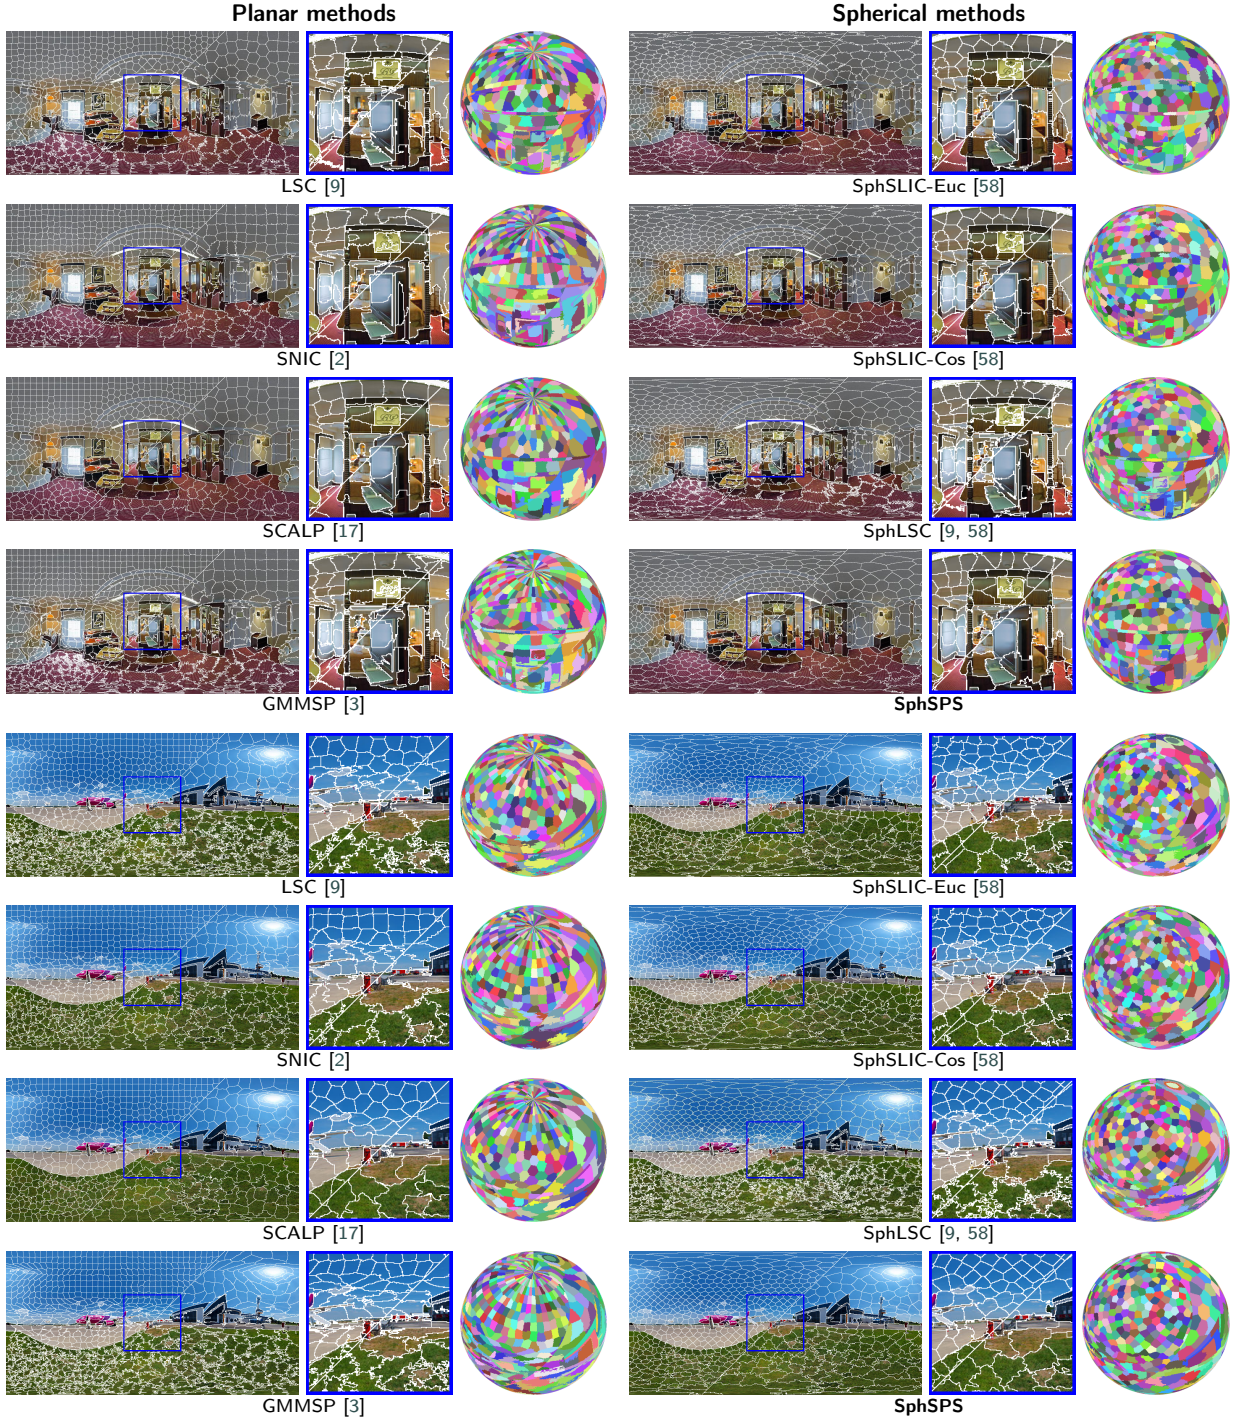 Planar methods
Spherical methods
LSC [9]
SphSLIC-Euc [58]
SNIC [2]
SphSLIC-Cos [58]
SCALP [17]
SphLSC [9, 58]
GMMSP [3]
SphSPS
LSC [9]
SphSLIC-Euc [58]
SNIC [2]
SphSLIC-Cos [58]
SCALP [17]
SphLSC [9, 58]
GMMSP [3]
SphSPS